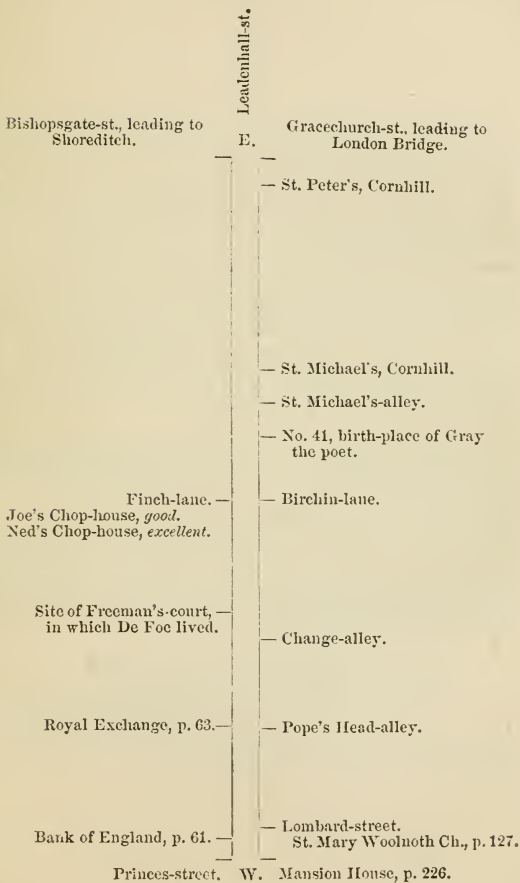 Leadenhall-st.
Bishopsgate-st., leading to
Shoreditch.
E.
Gracechurch-st., leading to
London Bridge.
— St. Peter's, Cornhill.
— St. Michael's, Cornhill.
— St. Michael's-alley.
— No. 41, birth-place of Gray
the poet.
Finch-lane. —
Joe's Chop-house, good.
Ned's Chop-house, excellent.
— Birchin-lane.
Site of Freeman's-court, —
in which De Foe lived.
— Change-alley.
Royal Exchange, p. 63. —
— Pope's Head-alley.
Bank of England, p. 61. —
— Lombard-street.
St. Mary Woolnoth Ch., p. 127.
Princes-street. W. Mansion House, p. 226.